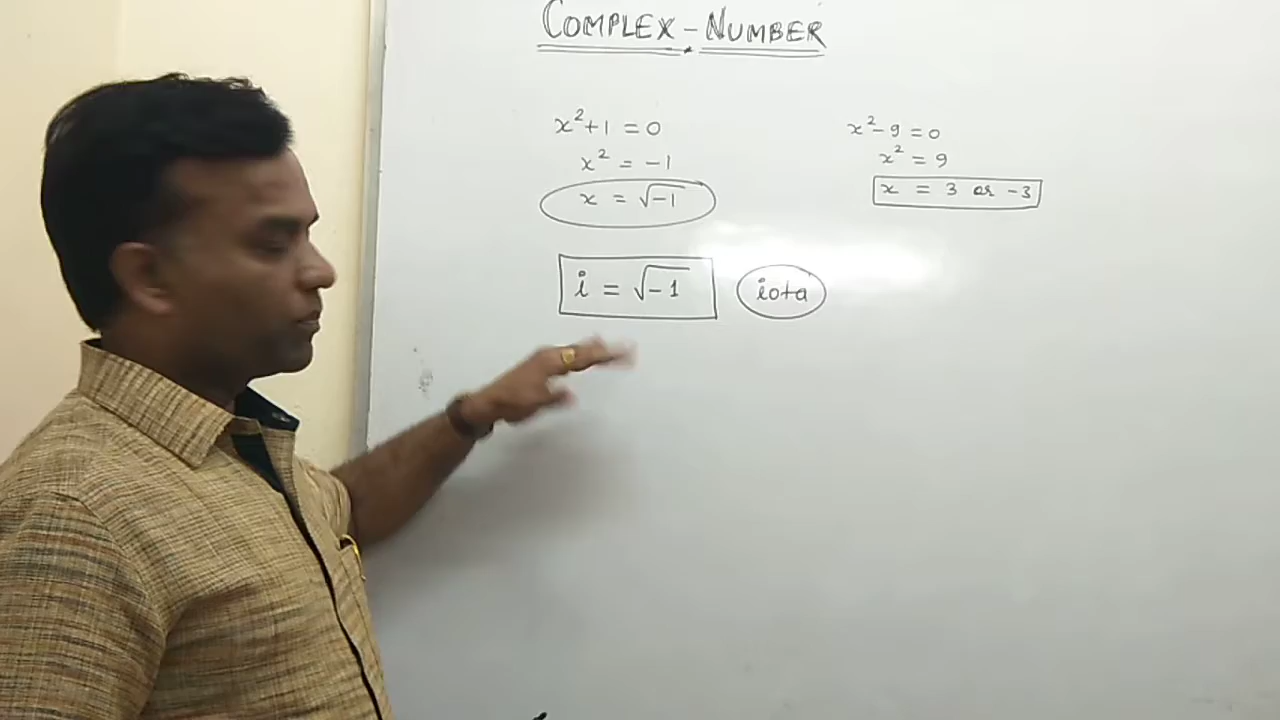 COMPLEX - NUMBER
x² + 1 = 0
x² = -1
x = √-1
x² - 9 = 0
x² = 9
x = 3 or -3
i = √-1
iota